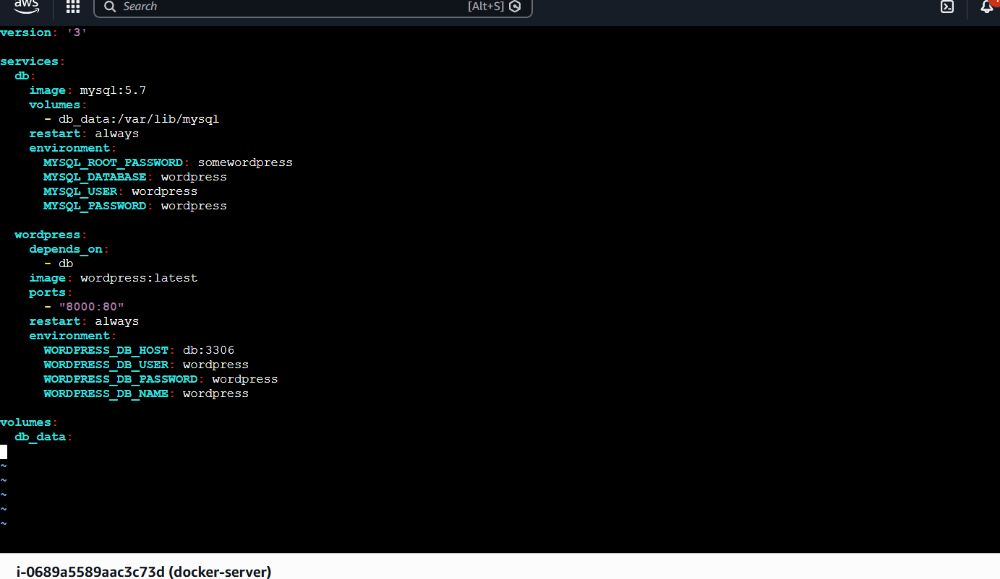 aws
Search [Alt+S]
version: '3'
services:
  db:
    image: mysql:5.7
    volumes:
      - db_data:/var/lib/mysql
    restart: always
    environment:
      MYSQL_ROOT_PASSWORD: somewordpress
      MYSQL_DATABASE: wordpress
      MYSQL_USER: wordpress
      MYSQL_PASSWORD: wordpress
  wordpress:
    depends_on:
      - db
    image: wordpress:latest
    ports:
      - "8000:80"
    restart: always
    environment:
      WORDPRESS_DB_HOST: db:3306
      WORDPRESS_DB_USER: wordpress
      WORDPRESS_DB_PASSWORD: wordpress
      WORDPRESS_DB_NAME: wordpress
volumes:
  db_data:
~
~
~
~
~
i-0689a5589aac3c73d (docker-server)